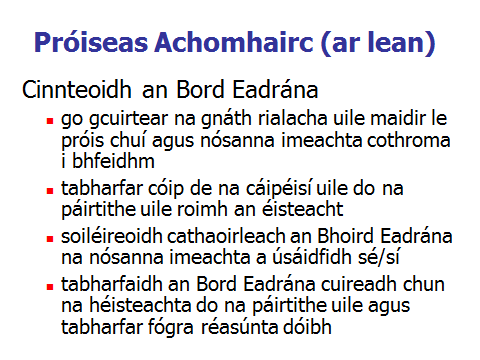 Próiseas Achomhairc (ar lean)
Cinnteoidh an Bord Eadrána
go gcuirtear na gnáth rialacha uile maidir le
próis chuí agus nósanna imeachta cothroma
i bhfeidhm
tabharfar cóip de na cáipéisí uile do na
páirtithe uile roimh an éisteacht
soiléireoidh cathaoirleach an Bhoird Eadrána
na nósanna imeachta a úsáidfidh sé/sí
tabharfaidh an Bord Eadrána cuireadh chun
na héisteachta do na páirtithe uile agus
tabharfar fógra réasúnta dóibh